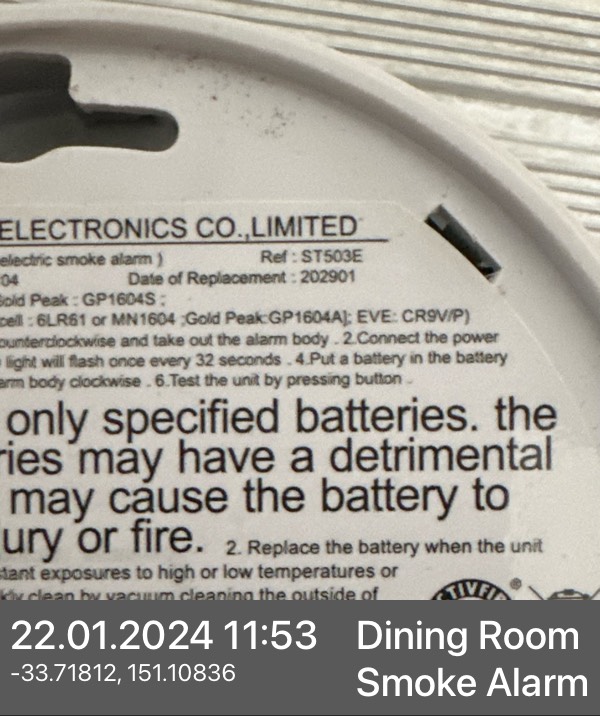 ELECTRONICS CO.,LIMITED
electric smoke alarm ) Ref : ST503E
04 Date of Replacement : 202901
Gold Peak : GP1604S ;
cell : 6LR61 or MN1604 ;Gold Peak:GP1604A]; EVE: CR9V/P)
ounterclockwise and take out the alarm body . 2.Connect the power
light will flash once every 32 seconds . 4.Put a battery in the battery
arm body clockwise . 6.Test the unit by pressing button .
only specified batteries. the
ries may have a detrimental
may cause the battery to
ury or fire. 2. Replace the battery when the unit
stant exposures to high or low temperatures or
kly clean by vacuum cleaning the outside of
22.01.2024 11:53 Dining Room
-33.71812, 151.10836 Smoke Alarm